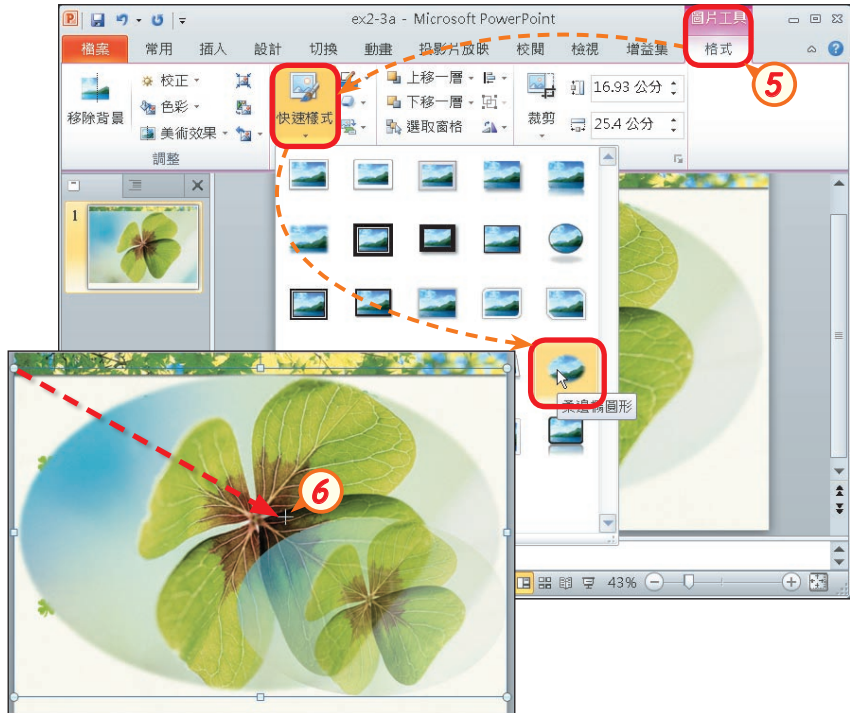 ex2-3a - Microsoft PowerPoint
圖片工具
檔案 常用 插入 設計 切換 動畫 投影片放映 校閱 檢視 增益集 格式
5
移除背景
校正
色彩
美術效果
調整
快速樣式
上移一層
下移一層
選取窗格
裁剪
16.93 公分
25.4 公分
1
柔邊橢圓形
6
43%